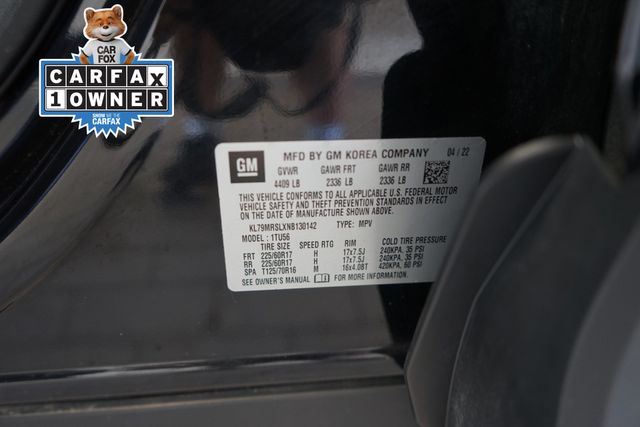 CAR
FOX
CARFAX
1 OWNER
SHOW ME THE
CARFAX
GM
MFD BY GM KOREA COMPANY 04 / 22
GVWR GAWR FRT GAWR RR
4409 LB 2336 LB 2336 LB
THIS VEHICLE CONFORMS TO ALL APPLICABLE U.S. FEDERAL MOTOR
VEHICLE SAFETY AND THEFT PREVENTION STANDARDS IN EFFECT
ON THE DATE OF MANUFACTURE SHOWN ABOVE.
KL79MRSLXNB130142 TYPE: MPV
MODEL: 1TU56
TIRE SIZE SPEED RTG RIM COLD TIRE PRESSURE
FRT 225/60R17 H 17x7.5J 240KPA, 35 PSI
RR 225/60R17 H 17x7.5J 240KPA, 35 PSI
SPA T125/70R16 M 16x4.0BT 420KPA, 60 PSI
SEE OWNER'S MANUAL FOR MORE INFORMATION.